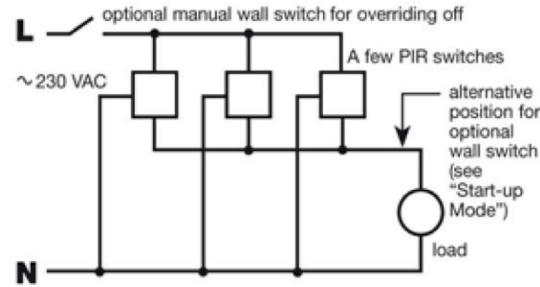 L optional manual wall switch for overriding off
A few PIR switches
~ 230 VAC
alternative
position for
optional
wall switch
(see
“Start-up
Mode”)
load
N